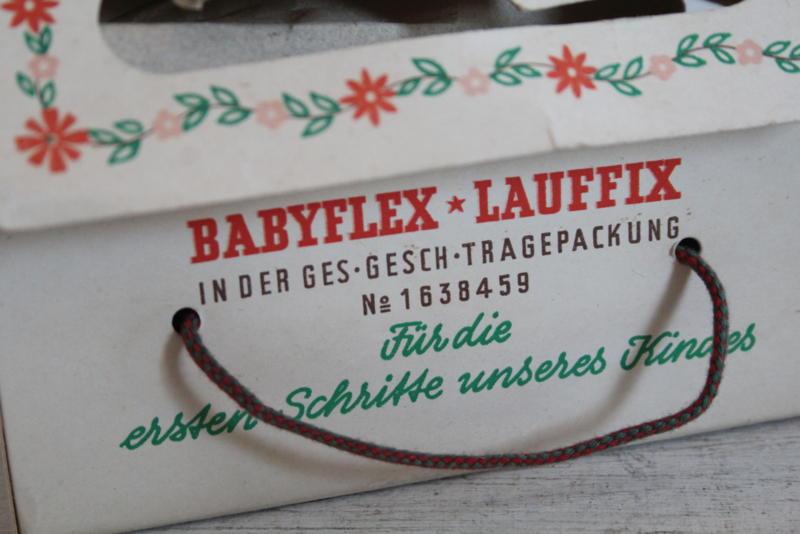 BABYFLEX ★ LAUFFIX
IN DER GES·GESCH·TRAGEPACKUNG
№ 1638459
Für die
ersten Schritte unseres Kindes